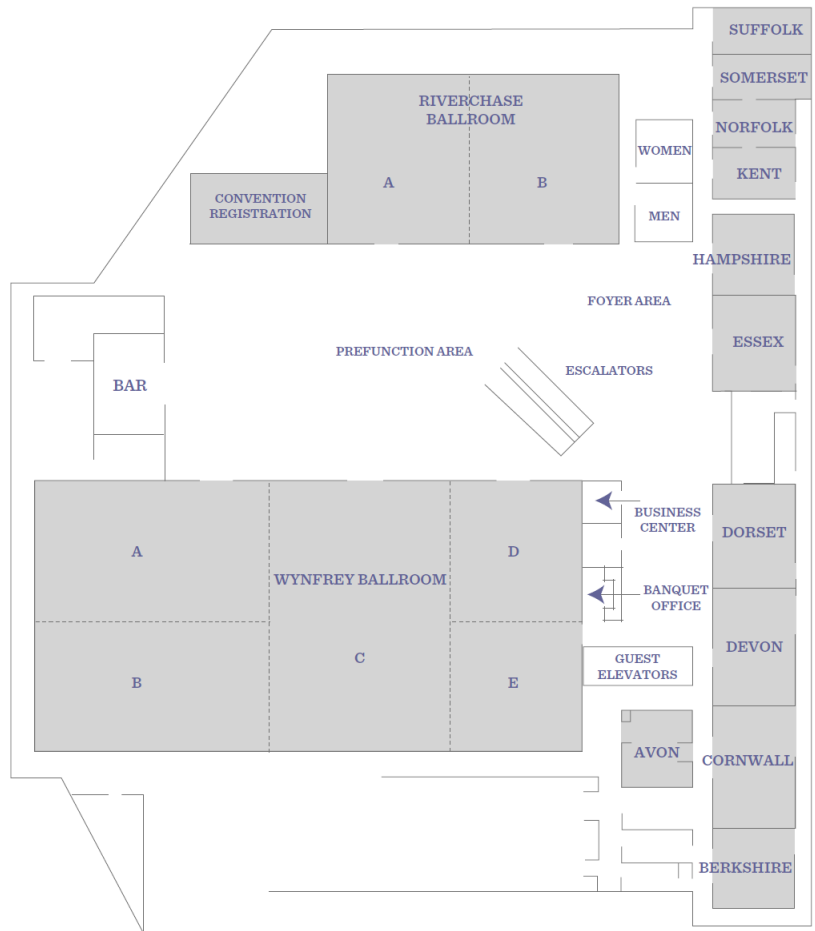 SUFFOLK
SOMERSET
RIVERCHASE
BALLROOM
NORFOLK
WOMEN
KENT
A
B
CONVENTION
REGISTRATION
MEN
HAMPSHIRE
FOYER AREA
ESSEX
PREFUNCTION AREA
ESCALATORS
BAR
BUSINESS
CENTER
DORSET
A
D
WYNFREY BALLROOM
BANQUET
OFFICE
DEVON
C
GUEST
ELEVATORS
B
E
AVON
CORNWALL
BERKSHIRE